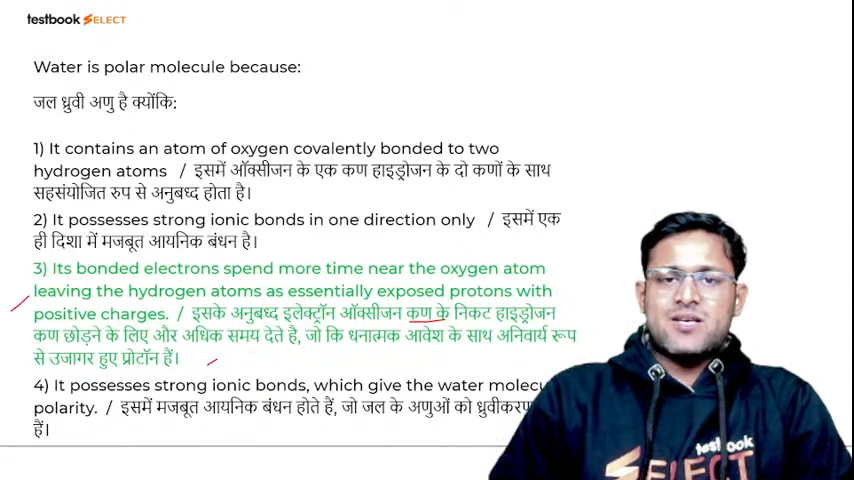 testbook SELECT
Water is polar molecule because:
जल ध्रुवी अणु है क्योंकि:
1) It contains an atom of oxygen covalently bonded to two
hydrogen atoms / इसमें ऑक्सीजन के एक कण हाइड्रोजन के दो कणों के साथ
सहसंयोजित रुप से अनुबध्द होता है।
2) It possesses strong ionic bonds in one direction only / इसमें एक
ही दिशा में मजबूत आयनिक बंधन है।
3) Its bonded electrons spend more time near the oxygen atom
leaving the hydrogen atoms as essentially exposed protons with
positive charges. / इसके अनुबध्द इलेक्ट्रॉन ऑक्सीजन कण के निकट हाइड्रोजन
कण छोड़ने के लिए और अधिक समय देते है, जो कि धनात्मक आवेश के साथ अनिवार्य रूप
से उजागर हुए प्रोटॉन हैं।
4) It possesses strong ionic bonds, which give the water
polarity. / इसमें मजबूत आयनिक बंधन होते हैं, जो जल के अणुओं को
हैं।
testbook
SELECT